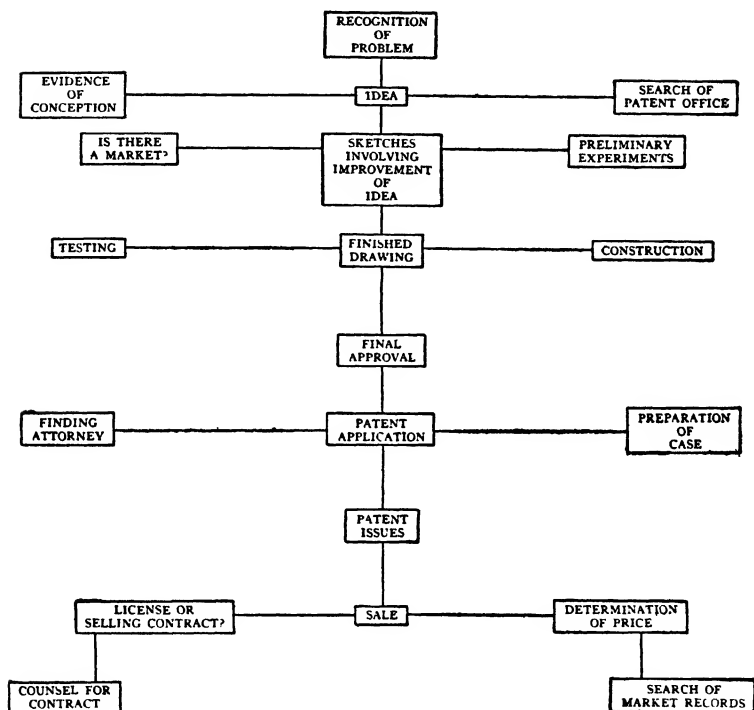 RECOGNITION
OF
PROBLEM
EVIDENCE
OF
CONCEPTION
IDEA
SEARCH OF
PATENT OFFICE
IS THERE
A MARKET?
SKETCHES
INVOLVING
IMPROVEMENT
OF
IDEA
PRELIMINARY
EXPERIMENTS
TESTING
FINISHED
DRAWING
CONSTRUCTION
FINAL
APPROVAL
FINDING
ATTORNEY
PATENT
APPLICATION
PREPARATION
OF
CASE
PATENT
ISSUES
LICENSE OR
SELLING CONTRACT?
SALE
DETERMINATION
OF PRICE
COUNSEL FOR
CONTRACT
SEARCH OF
MARKET RECORDS